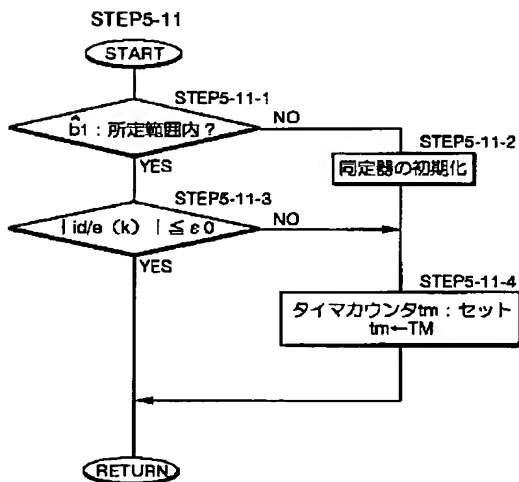 STEP5-11
START
STEP5-11-1
b̂1：所定範囲内？
NO
YES
STEP5-11-2
同定器の初期化
STEP5-11-3
｜id/e（k）｜≦ε0
NO
YES
STEP5-11-4
タイマカウンタtm：セット
tm←TM
RETURN